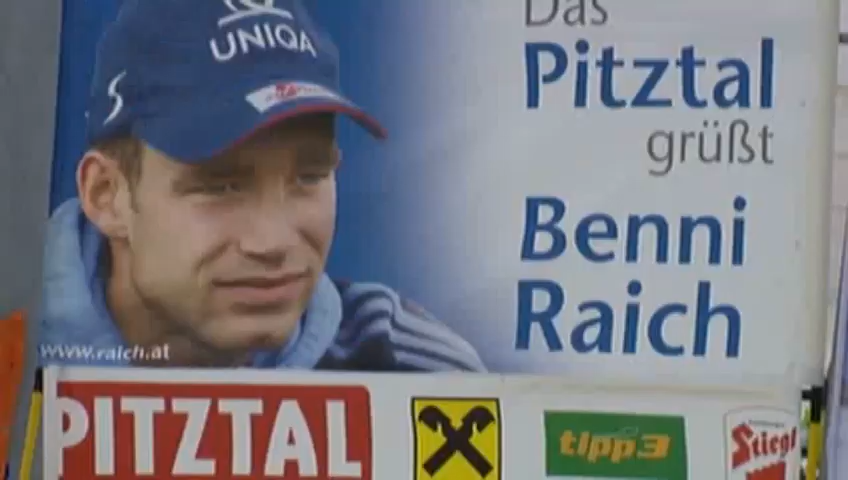 UNIQA
Das
Pitztal
grüßt
Benni
Raich
www.raich.at
PITZTAL
tipp3
Stiegl